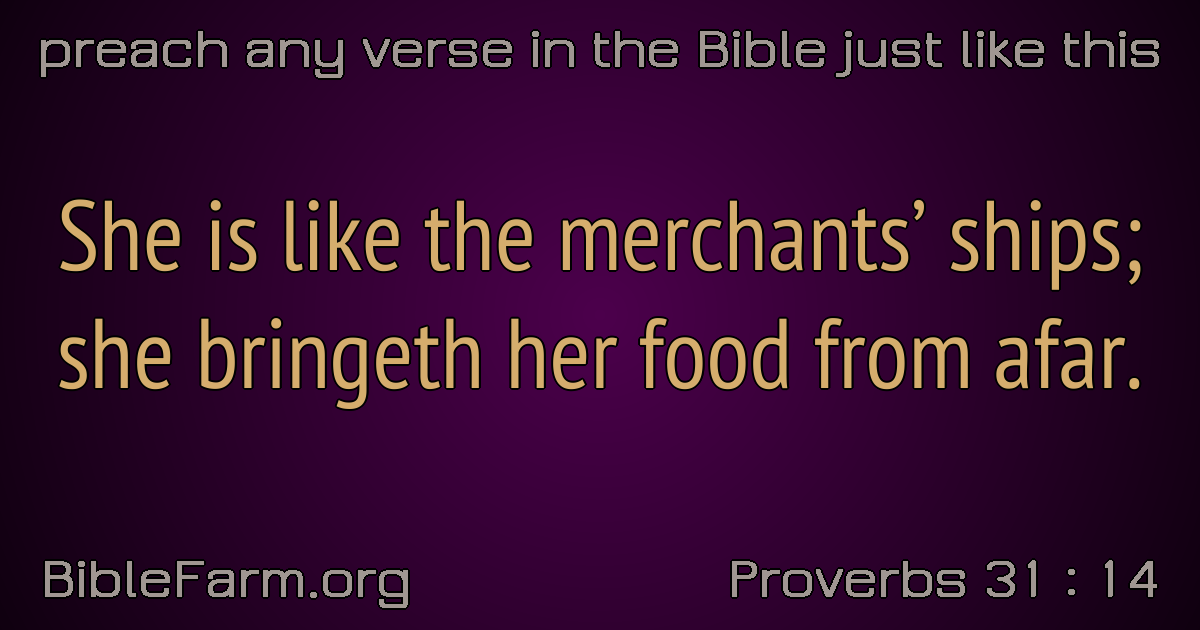 preach any verse in the Bible just like this
She is like the merchants’ ships;
she bringeth her food from afar.
BibleFarm.org
Proverbs 31 : 14